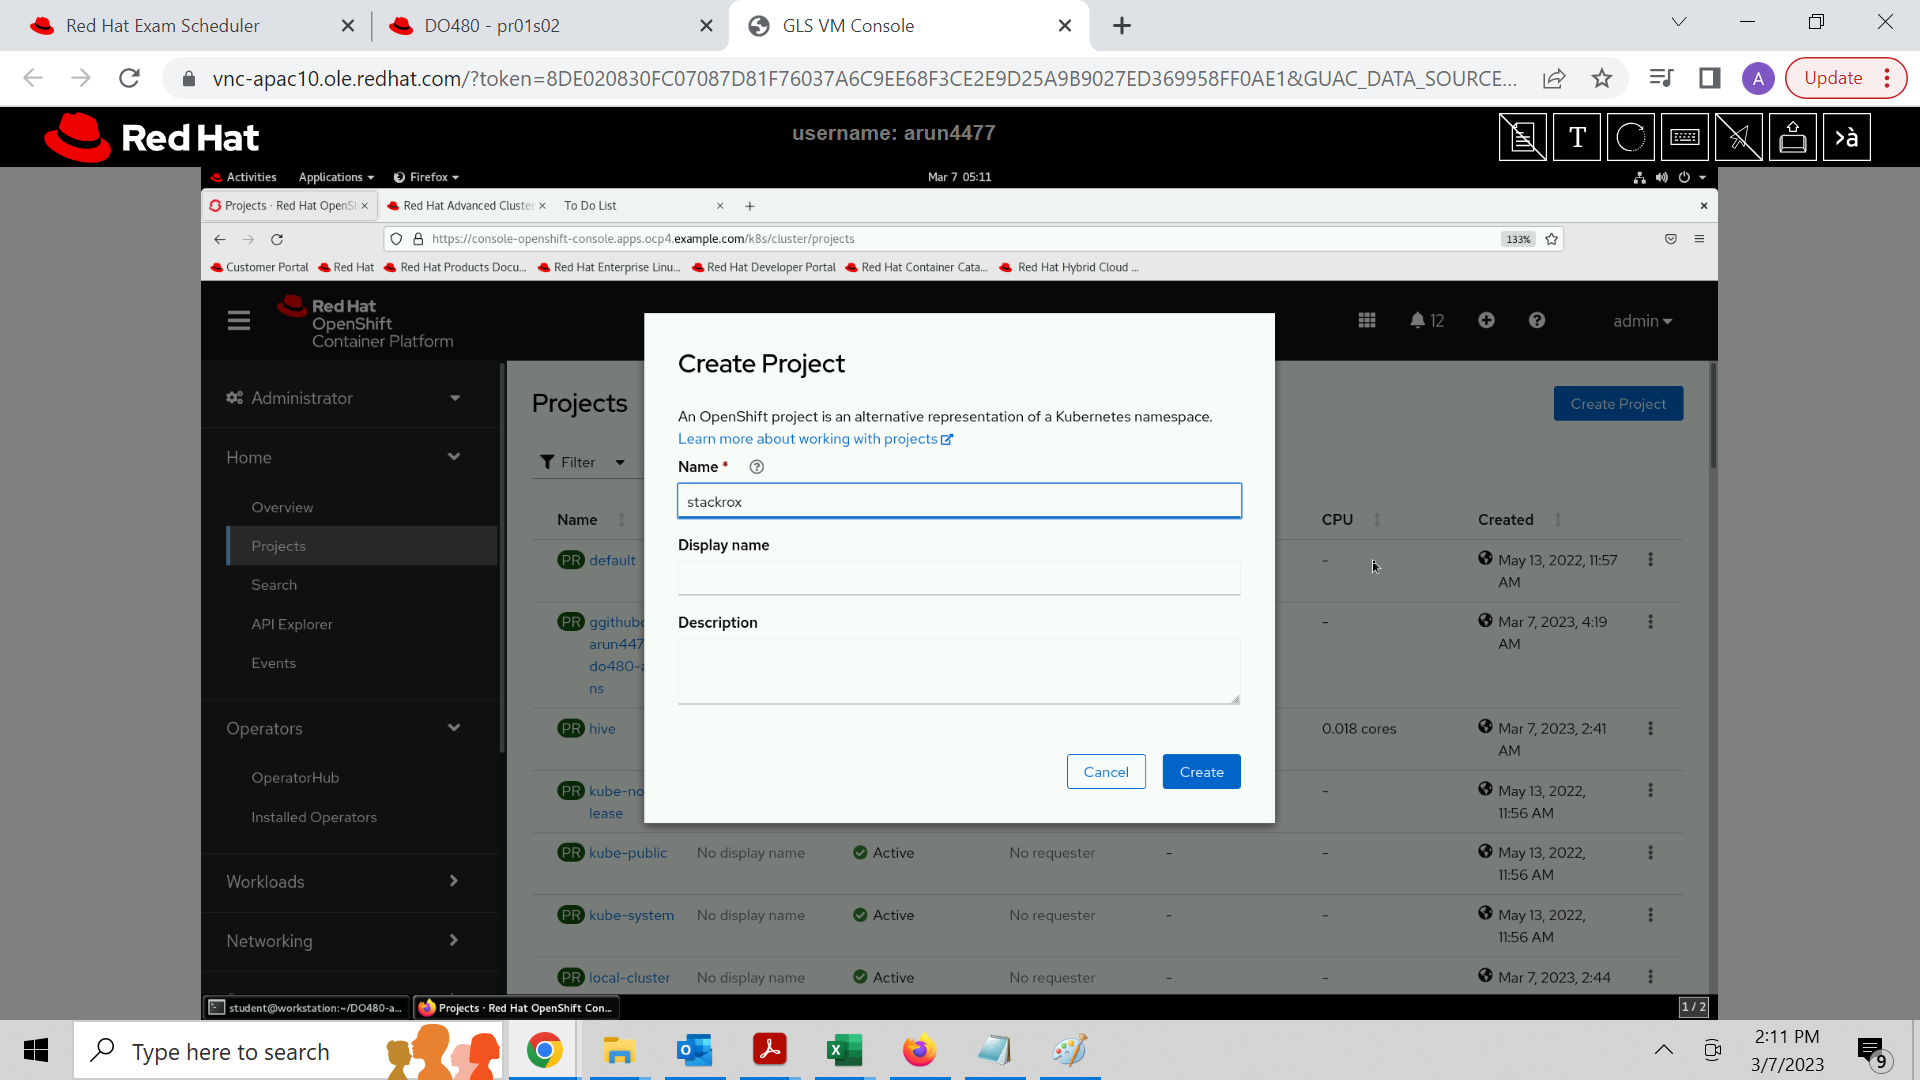 Red Hat Exam Scheduler
DO480 - pr01s02
GLS VM Console
vnc-apac10.ole.redhat.com/?token=8DE020830FC07087D81F76037A6C9EE68F3CE2E9D25A9B9027ED369958FF0AE1&GUAC_DATA_SOURCE...
A
Update
Red Hat
username: arun4477
T
›à
Activities
Applications
Firefox
Mar 7 05:11
Projects · Red Hat OpenSh
Red Hat Advanced Cluster
To Do List
https://console-openshift-console.apps.ocp4.example.com/k8s/cluster/projects
133%
Customer Portal
Red Hat
Red Hat Products Docu...
Red Hat Enterprise Linu...
Red Hat Developer Portal
Red Hat Container Cata...
Red Hat Hybrid Cloud ...
Red Hat
OpenShift
Container Platform
12
admin
Administrator
Home
Overview
Projects
Search
API Explorer
Events
Operators
OperatorHub
Installed Operators
Workloads
Networking
Projects
Create Project
Filter
Name
CPU
Created
PR default
-
May 13, 2022, 11:57
AM
PR ggithubc
arun447
do480-a
ns
-
Mar 7, 2023, 4:19
AM
PR hive
0.018 cores
Mar 7, 2023, 2:41
AM
PR kube-no
lease
-
May 13, 2022,
11:56 AM
PR kube-public
No display name
Active
No requester
-
-
May 13, 2022,
11:56 AM
PR kube-system
No display name
Active
No requester
-
-
May 13, 2022,
11:56 AM
PR local-cluster
No display name
Active
No requester
-
-
Mar 7, 2023, 2:44
Create Project
An OpenShift project is an alternative representation of a Kubernetes namespace.
Learn more about working with projects
Name *
stackrox
Display name
Description
Cancel
Create
student@workstation:~/DO480-a...
Projects · Red Hat OpenShift Con...
1 / 2
Type here to search
2:11 PM
3/7/2023
9